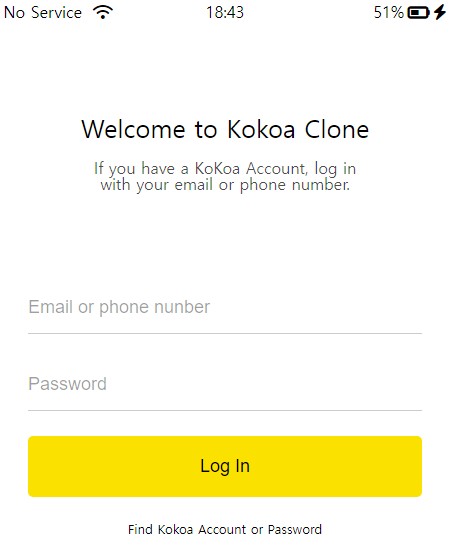 No Service 18:43 51%
Welcome to Kokoa Clone
If you have a KoKoa Account, log in
with your email or phone number.
Email or phone nunber
Password
Log In
Find Kokoa Account or Password